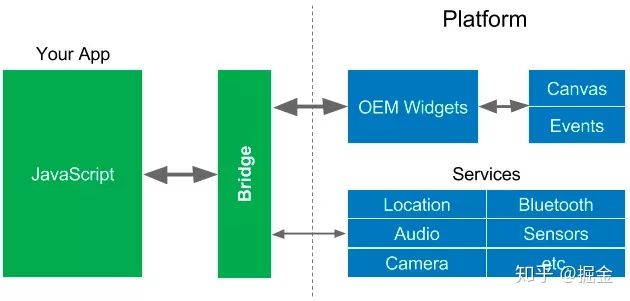 Platform
Your App
JavaScript
Bridge
OEM Widgets
Canvas
Events
Services
Location
Bluetooth
Audio
Sensors
Camera
etc
知乎 @掘金